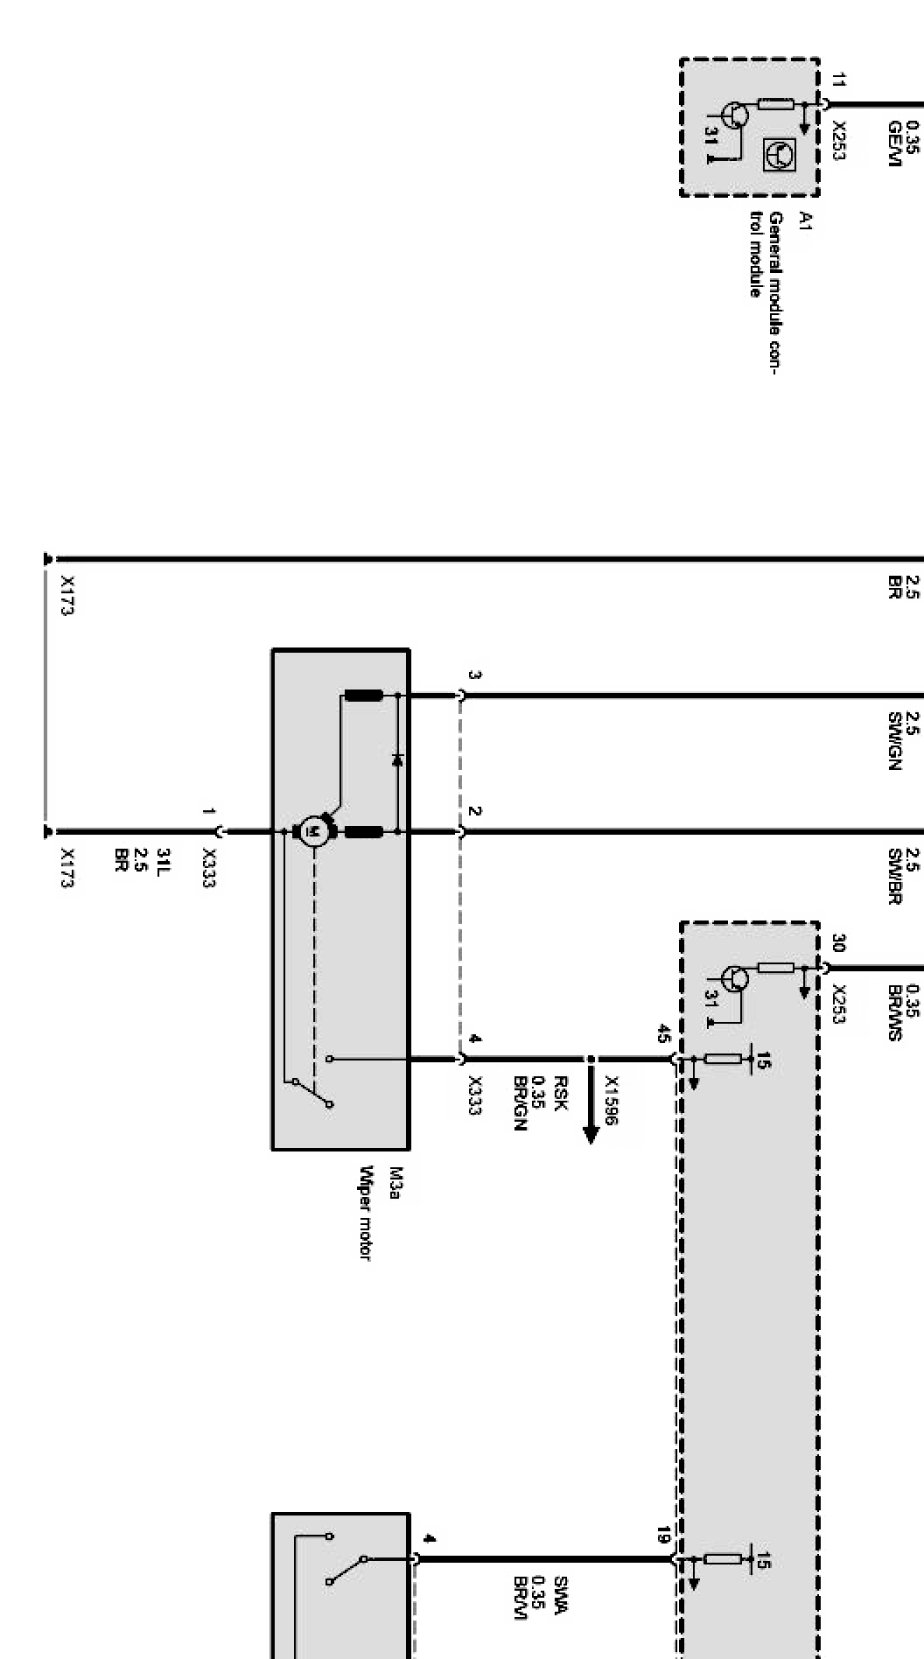 11
X253
0.35
GE/VI
31
A1
General module con-
trol module
2.5
BR
X173
3
2.5
SW/GN
M
1
X333
31L
2.5
BR
X173
2
2.5
SW/BR
30
X253
0.35
BR/WS
31
45
15
4
X333
RSK
0.35
BR/GN
X1596
M3a
Wiper motor
4
SWA
0.35
BR/VI
19
15